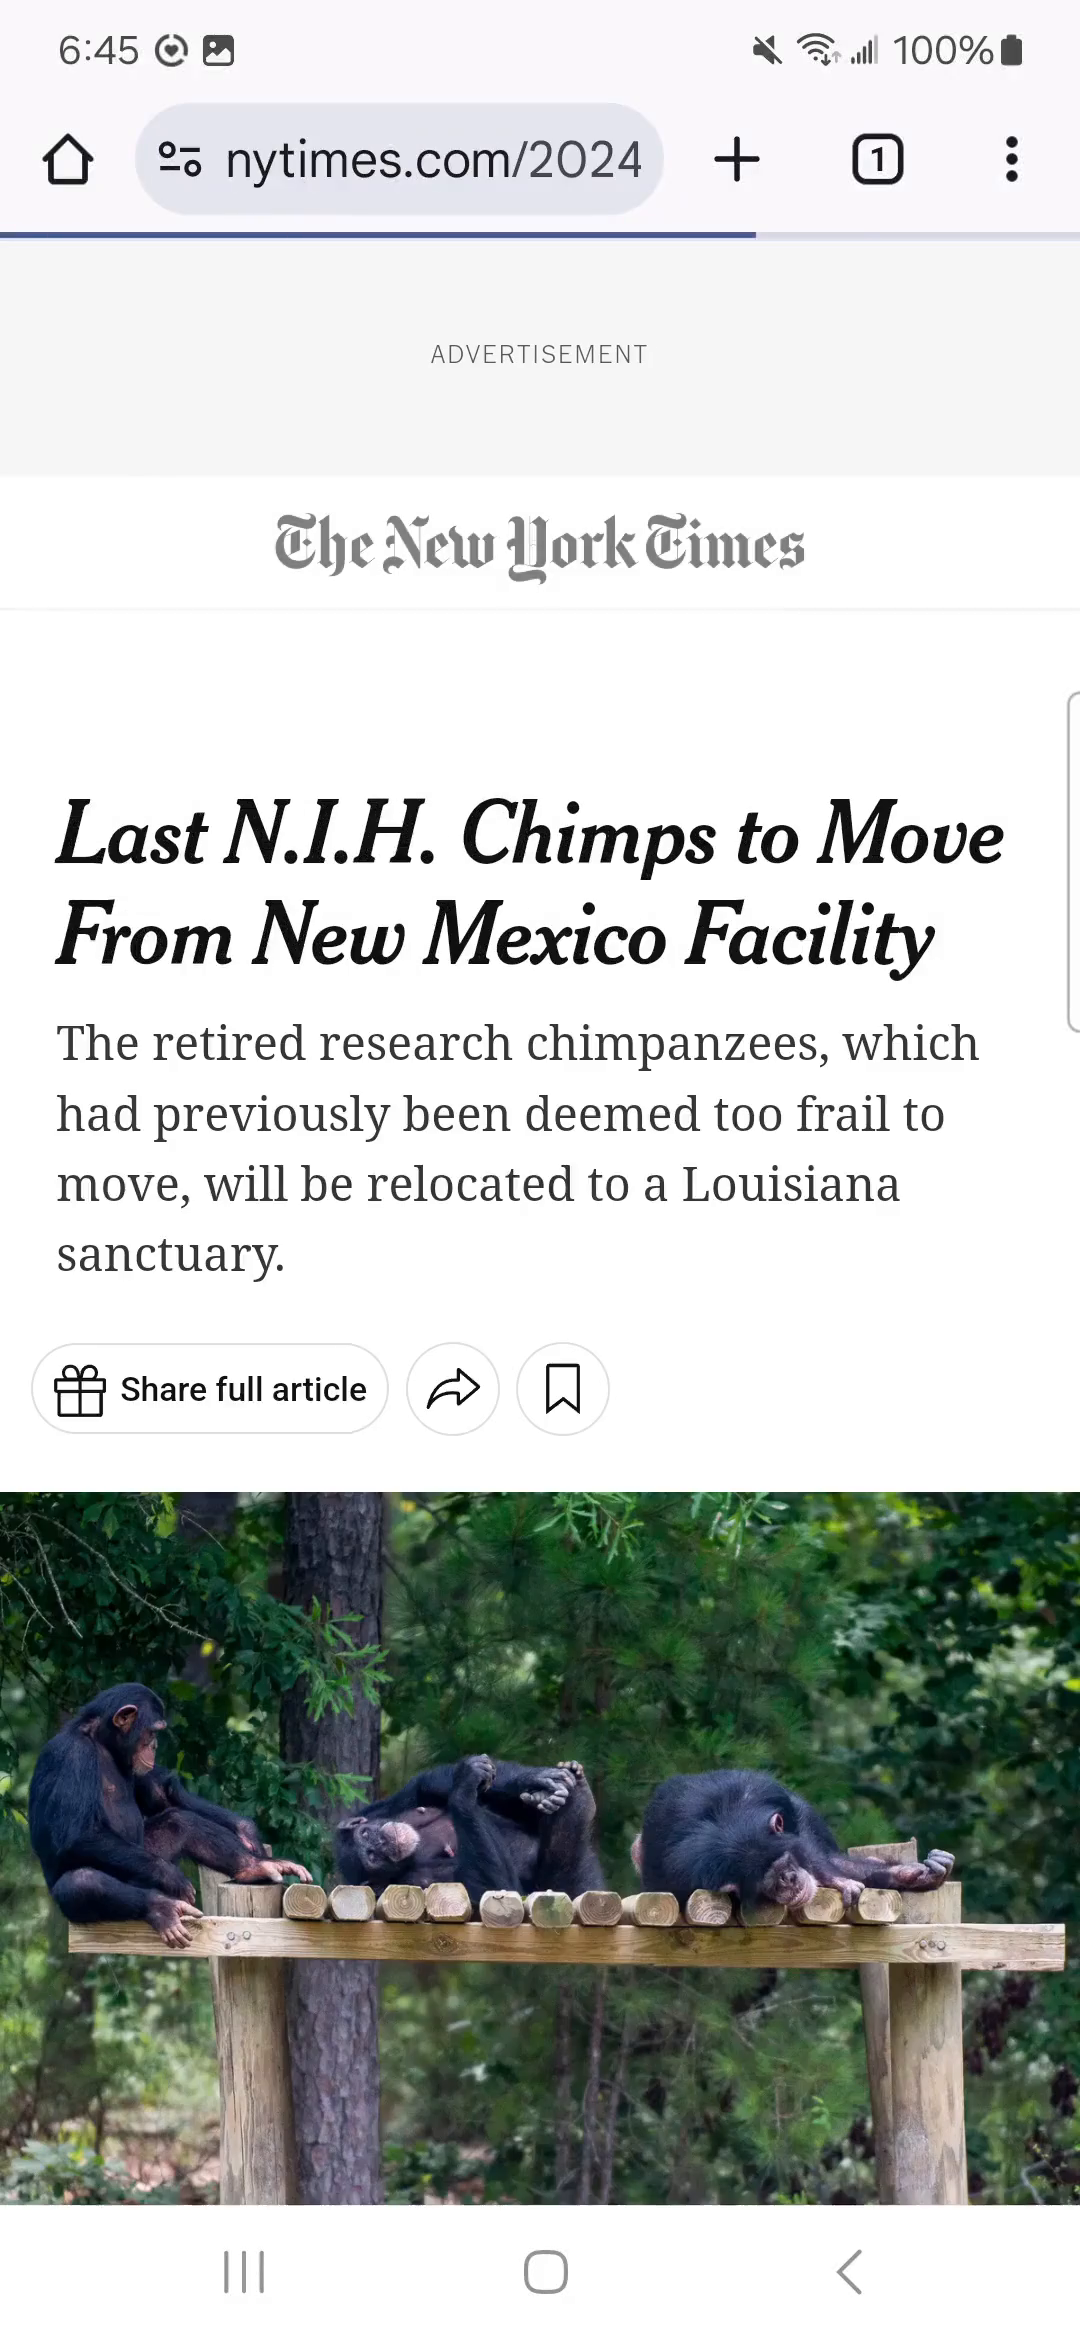 6:45
100%
nytimes.com/2024
1
ADVERTISEMENT
The New York Times
Last N.I.H. Chimps to Move
From New Mexico Facility
The retired research chimpanzees, which
had previously been deemed too frail to
move, will be relocated to a Louisiana
sanctuary.
Share full article